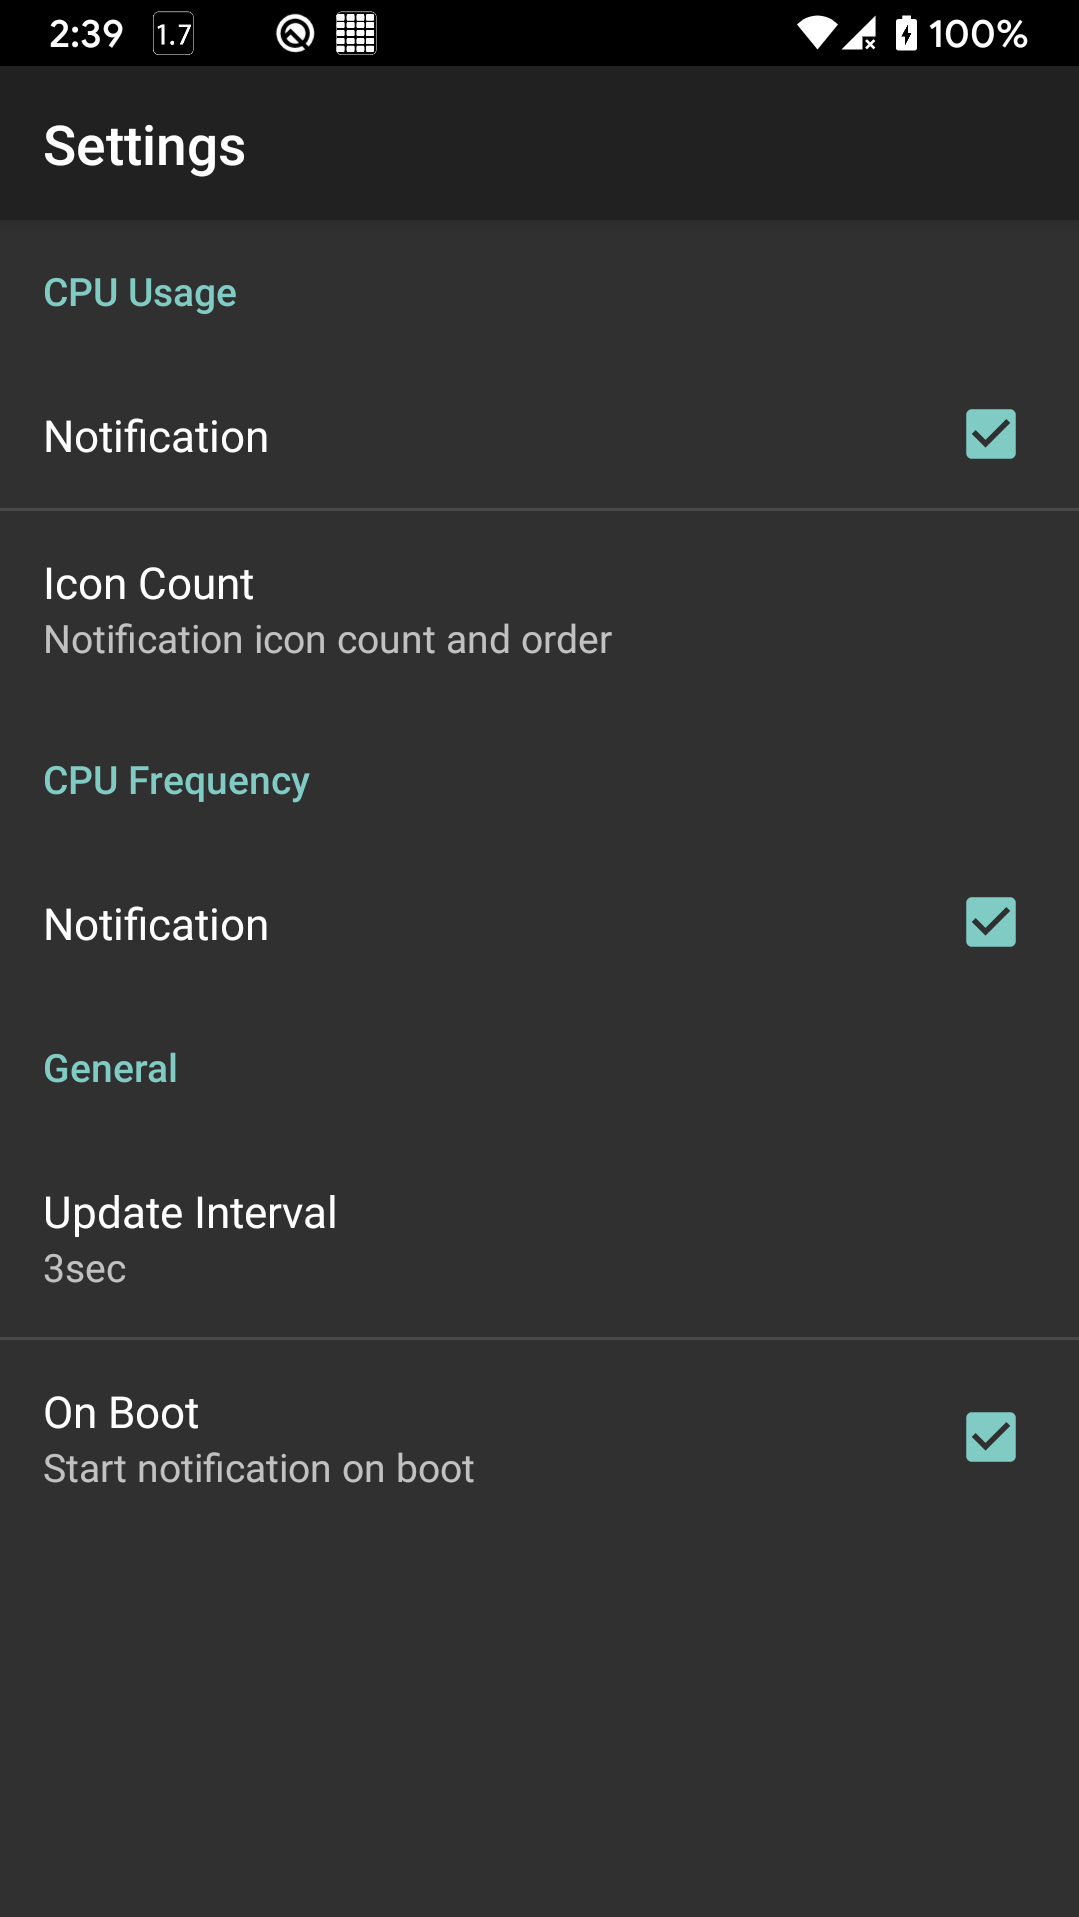 2:39 1.7 100%
Settings
CPU Usage
Notification
Icon Count
Notification icon count and order
CPU Frequency
Notification
General
Update Interval
3sec
On Boot
Start notification on boot